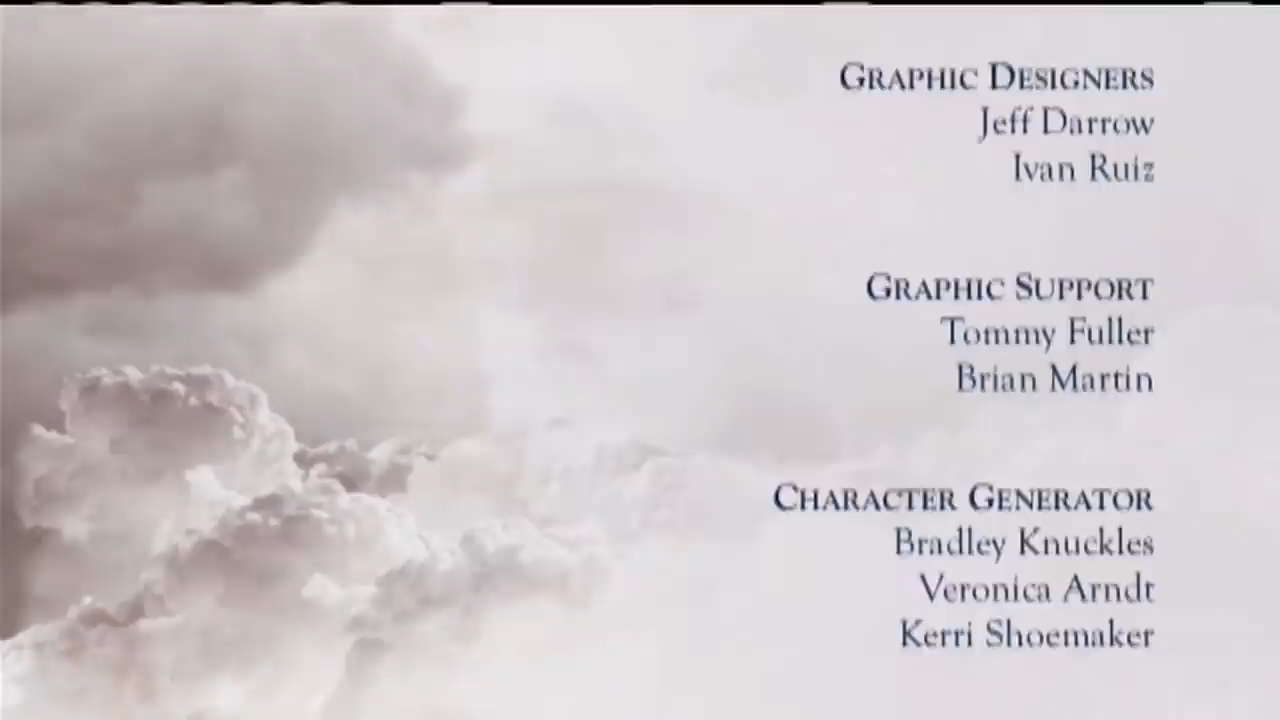 GRAPHIC DESIGNERS
Jeff Darrow
Ivan Ruiz
GRAPHIC SUPPORT
Tommy Fuller
Brian Martin
CHARACTER GENERATOR
Bradley Knuckles
Veronica Arndt
Kerri Shoemaker